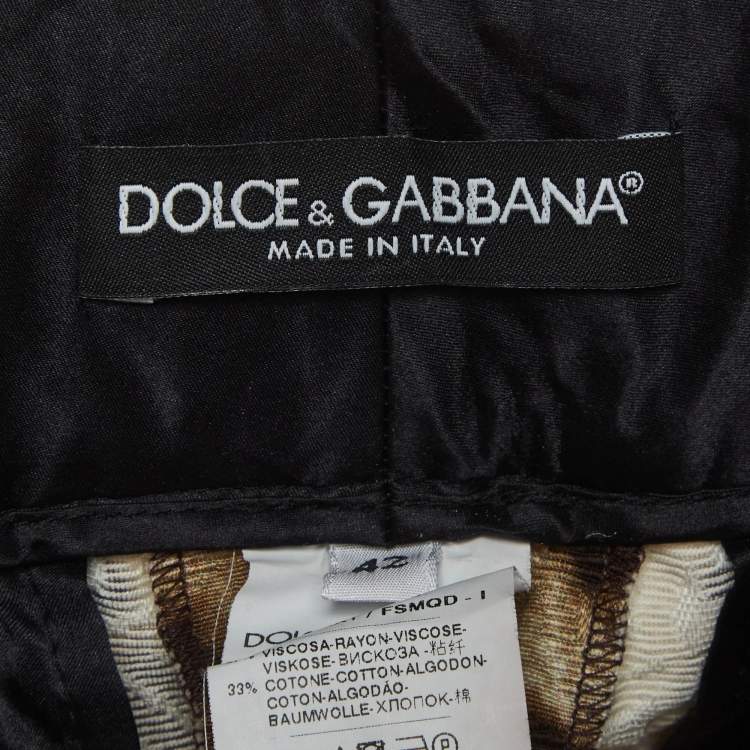 DOLCE & GABBANA®
MADE IN ITALY
42
/ FSMQD - I
DOL
VISCOSA-RAYON-VISCOSE-
VISKOSE-ВИСКОЗА-粘纤
33% COTONE-COTTON-ALGODON-
COTON-ALGODÃO-
BAUMWOLLE-ХЛОПОК-棉